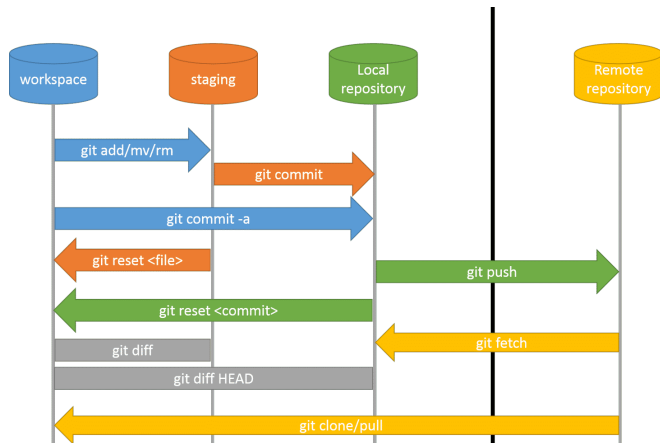 workspace
staging
Local
repository
Remote
repository
git add/mv/rm
git commit
git commit -a
git reset <file>
git push
git reset <commit>
git diff
git fetch
git diff HEAD
git clone/pull